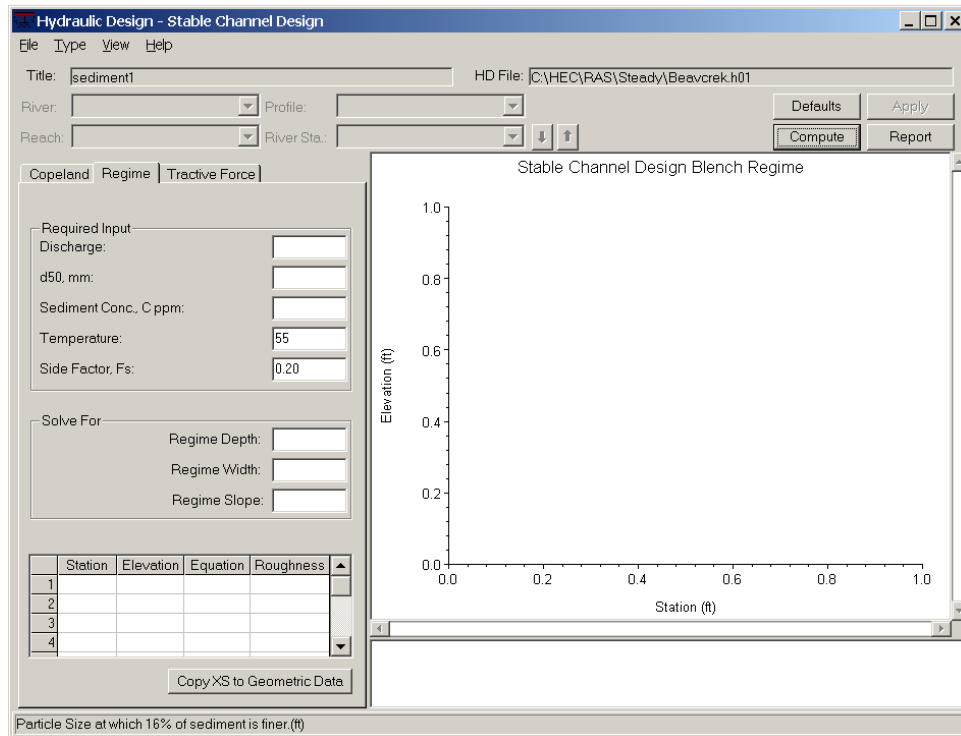 Hydraulic Design - Stable Channel Design
File Type View Help
Title: sediment1 HD File: C:\HEC\RAS\Steady\Beavcrek.h01
River: Profile: Defaults Apply
Reach: River Sta.: Compute Report
Copeland Regime Tractive Force
Required Input
Discharge:
d50, mm:
Sediment Conc., C ppm:
Temperature: 55
Side Factor, Fs: 0.20
Solve For
Regime Depth:
Regime Width:
Regime Slope:
Station Elevation Equation Roughness
1
2
3
4
Copy XS to Geometric Data
Stable Channel Design Blench Regime
1.0
0.8
0.6
0.4
0.2
0.0
Elevation (ft)
0.0 0.2 0.4 0.6 0.8 1.0
Station (ft)
Particle Size at which 16% of sediment is finer.(ft)